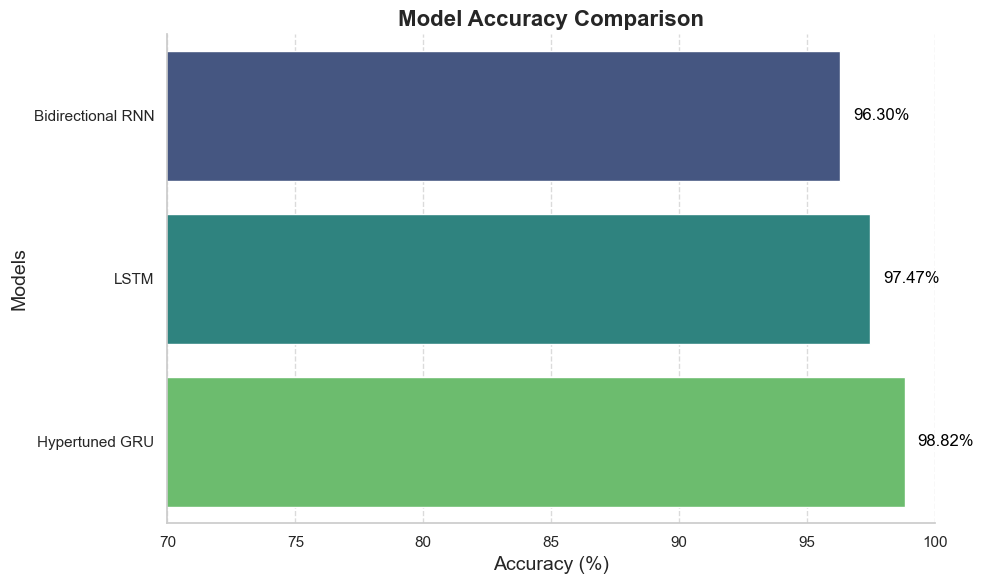 Model Accuracy Comparison
Bidirectional RNN
96.30%
LSTM
97.47%
Hypertuned GRU
98.82%
Models
70 75 80 85 90 95 100
Accuracy (%)